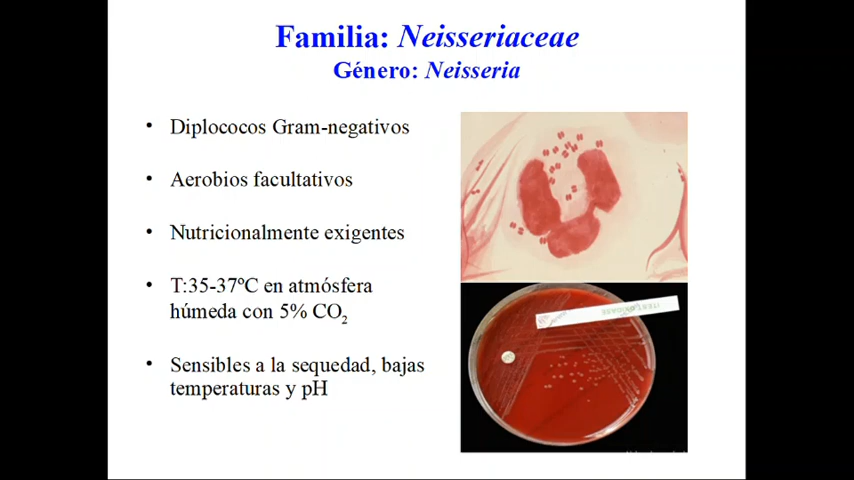 Familia: Neisseriaceae
Género: Neisseria
• Diplococos Gram-negativos
• Aerobios facultativos
• Nutricionalmente exigentes
• T:35-37ºC en atmósfera
húmeda con 5% CO₂
• Sensibles a la sequedad, bajas
temperaturas y pH